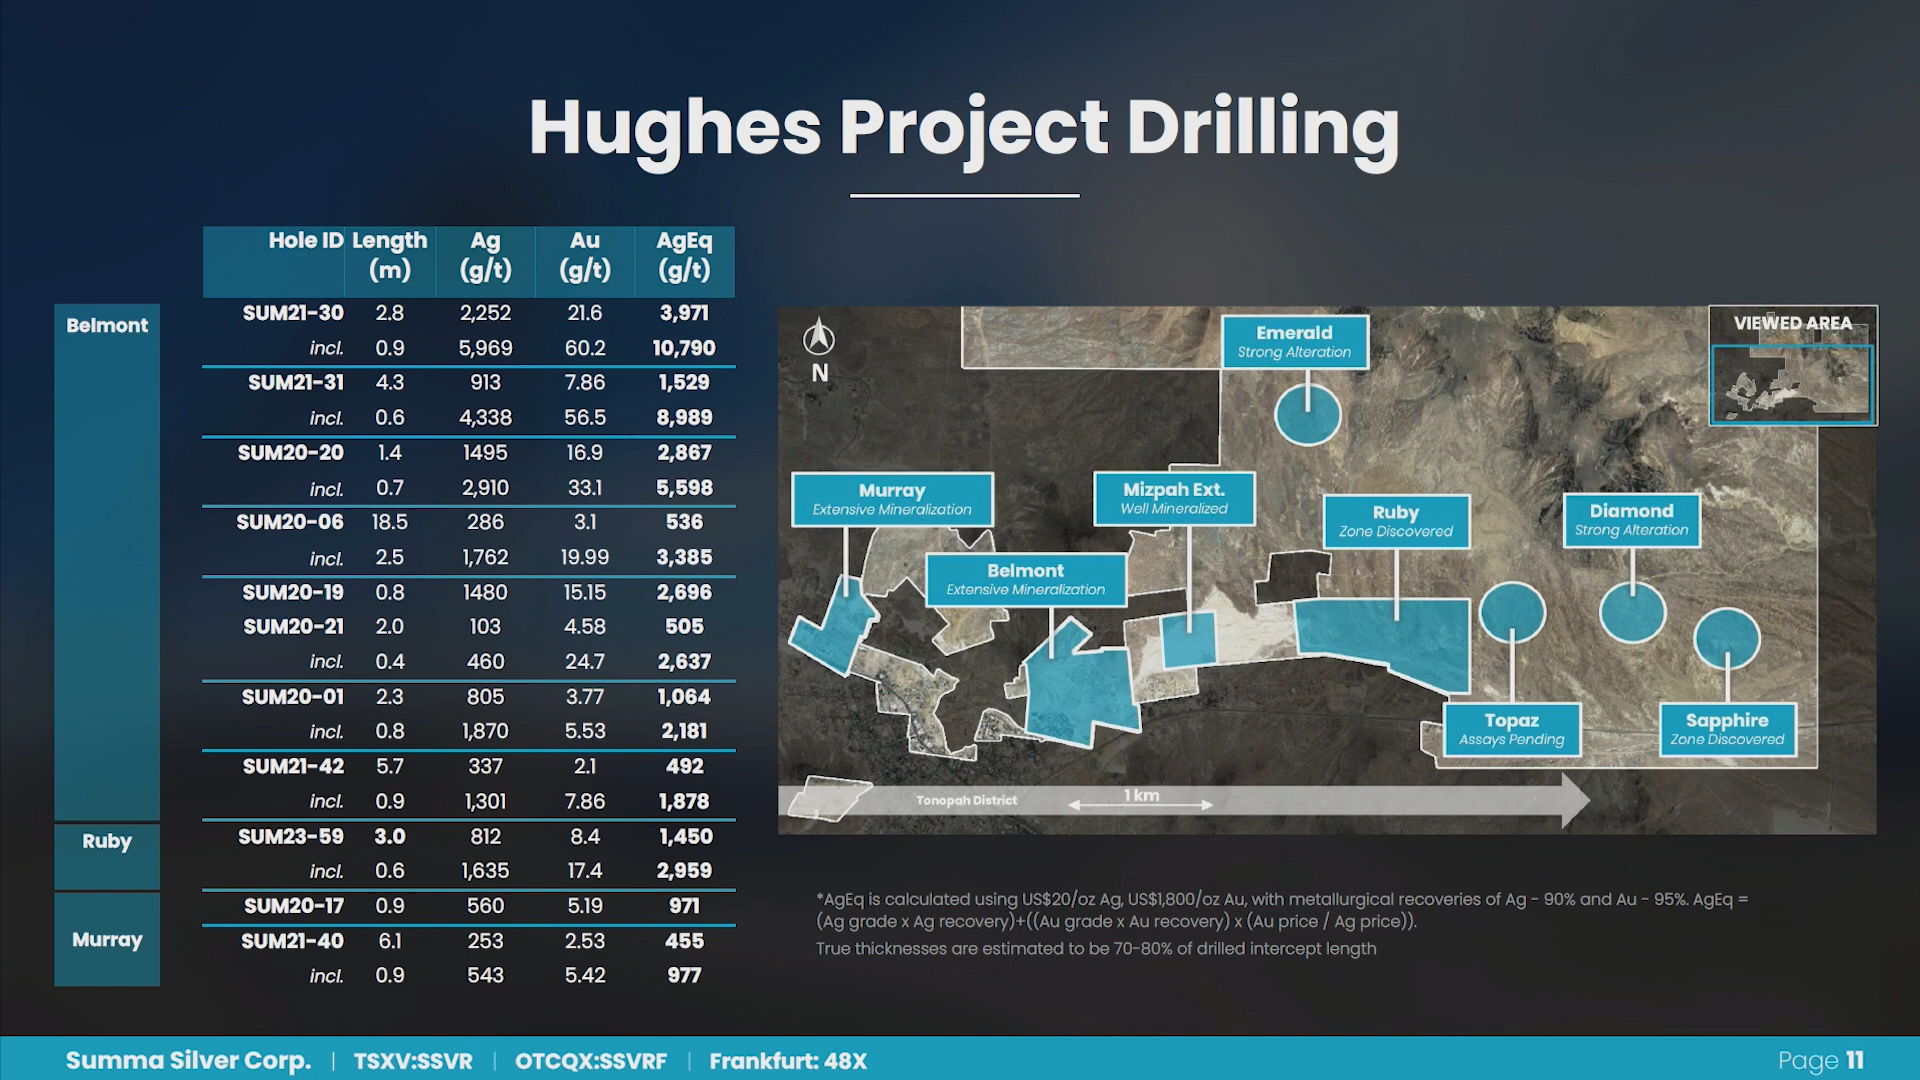 Hughes Project Drilling
Hole ID Length (m) Ag (g/t) Au (g/t) AgEq (g/t)
Belmont
SUM21-30 2.8 2,252 21.6 3,971
incl. 0.9 5,969 60.2 10,790
SUM21-31 4.3 913 7.86 1,529
incl. 0.6 4,338 56.5 8,989
SUM20-20 1.4 1495 16.9 2,867
incl. 0.7 2,910 33.1 5,598
SUM20-06 18.5 286 3.1 536
incl. 2.5 1,762 19.99 3,385
SUM20-19 0.8 1480 15.15 2,696
SUM20-21 2.0 103 4.58 505
incl. 0.4 460 24.7 2,637
SUM20-01 2.3 805 3.77 1,064
incl. 0.8 1,870 5.53 2,181
SUM21-42 5.7 337 2.1 492
incl. 0.9 1,301 7.86 1,878
Ruby
SUM23-59 3.0 812 8.4 1,450
incl. 0.6 1,635 17.4 2,959
Murray
SUM20-17 0.9 560 5.19 971
SUM21-40 6.1 253 2.53 455
incl. 0.9 543 5.42 977
N
Emerald
Strong Alteration
VIEWED AREA
Murray
Extensive Mineralization
Mizpah Ext.
Well Mineralized
Ruby
Zone Discovered
Diamond
Strong Alteration
Belmont
Extensive Mineralization
Topaz
Assays Pending
Sapphire
Zone Discovered
Tonopah District
1 km
*AgEq is calculated using US$20/oz Ag, US$1,800/oz Au, with metallurgical recoveries of Ag - 90% and Au - 95%. AgEq =
(Ag grade x Ag recovery)+((Au grade x Au recovery) x (Au price / Ag price)).
True thicknesses are estimated to be 70-80% of drilled intercept length
Summa Silver Corp. | TSXV:SSVR | OTCQX:SSVRF | Frankfurt: 48X
Page 11